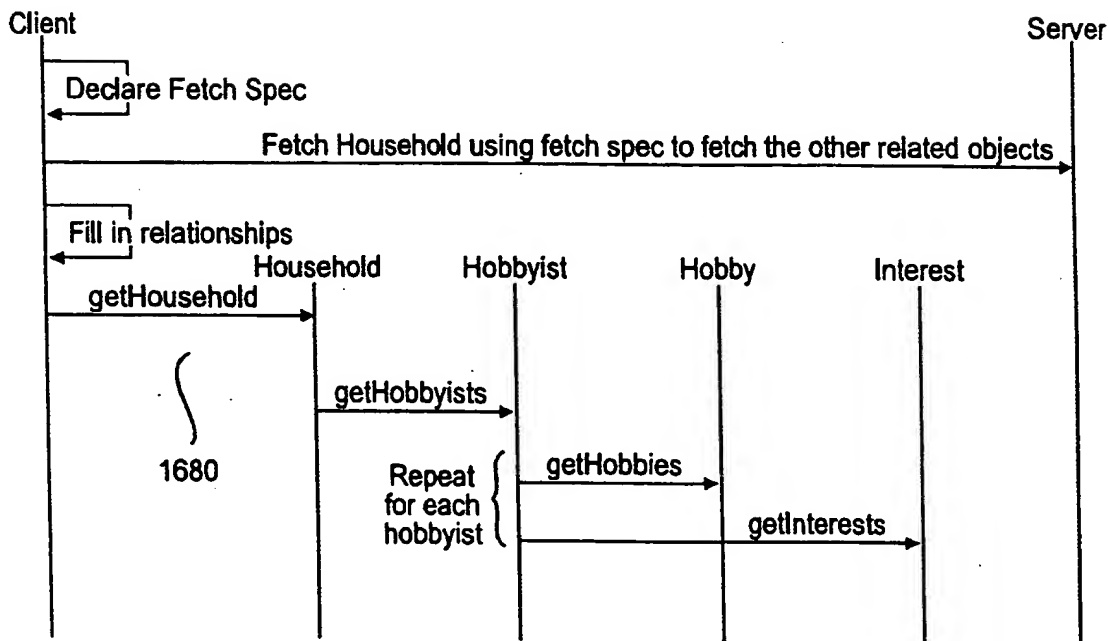 Client
Server
Declare Fetch Spec
Fetch Household using fetch spec to fetch the other related objects
Fill in relationships
Household
Hobbyist
Hobby
Interest
getHousehold
getHobbyists
1680
Repeat
for each
hobbyist
getHobbies
getInterests